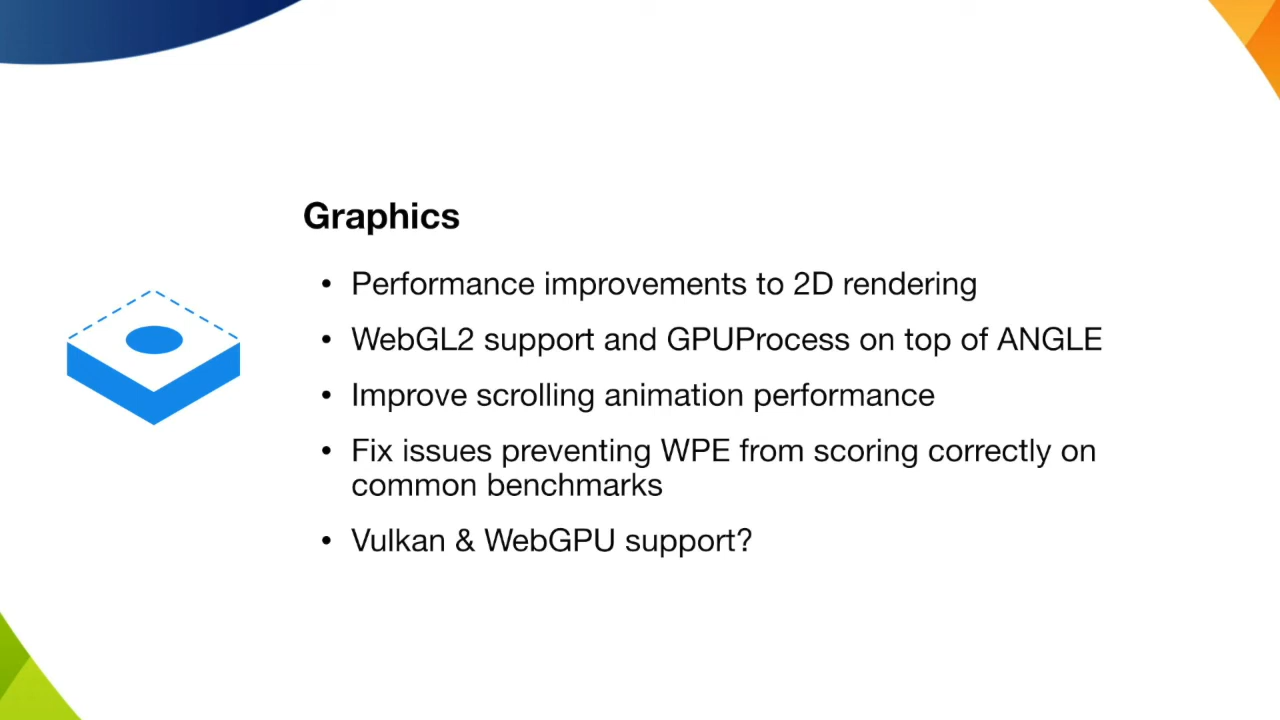 Graphics
• Performance improvements to 2D rendering
• WebGL2 support and GPUProcess on top of ANGLE
• Improve scrolling animation performance
• Fix issues preventing WPE from scoring correctly on
common benchmarks
• Vulkan & WebGPU support?